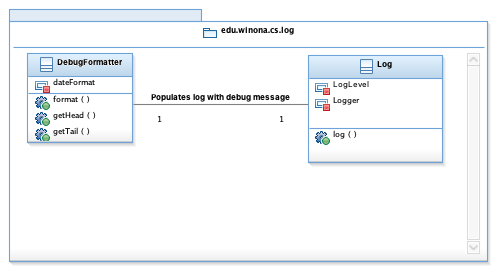 edu.winona.cs.log
DebugFormatter
dateFormat
format ( )
getHead ( )
getTail ( )
Populates log with debug message
1
1
Log
LogLevel
Logger
log ( )